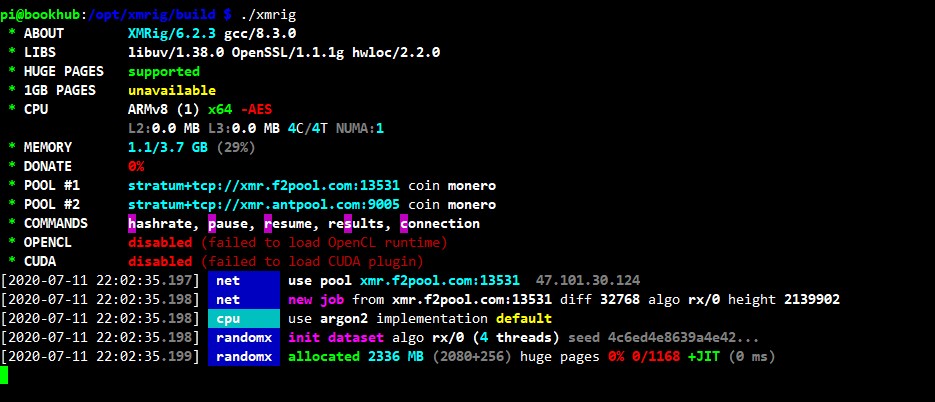 pi@bookhub:/opt/xmrig/build $ ./xmrig
* ABOUT XMRig/6.2.3 gcc/8.3.0
* LIBS libuv/1.38.0 OpenSSL/1.1.1g hwloc/2.2.0
* HUGE PAGES supported
* 1GB PAGES unavailable
* CPU ARMv8 (1) x64 -AES
L2:0.0 MB L3:0.0 MB 4C/4T NUMA:1
* MEMORY 1.1/3.7 GB (29%)
* DONATE 0%
* POOL #1 stratum+tcp://xmr.f2pool.com:13531 coin monero
* POOL #2 stratum+tcp://xmr.antpool.com:9005 coin monero
* COMMANDS hashrate, pause, resume, results, connection
* OPENCL disabled (failed to load OpenCL runtime)
* CUDA disabled (failed to load CUDA plugin)
[2020-07-11 22:02:35.197] net use pool xmr.f2pool.com:13531 47.101.30.124
[2020-07-11 22:02:35.198] net new job from xmr.f2pool.com:13531 diff 32768 algo rx/0 height 2139902
[2020-07-11 22:02:35.198] cpu use argon2 implementation default
[2020-07-11 22:02:35.198] randomx init dataset algo rx/0 (4 threads) seed 4c6ed4e8639a4e42...
[2020-07-11 22:02:35.199] randomx allocated 2336 MB (2080+256) huge pages 0% 0/1168 +JIT (0 ms)